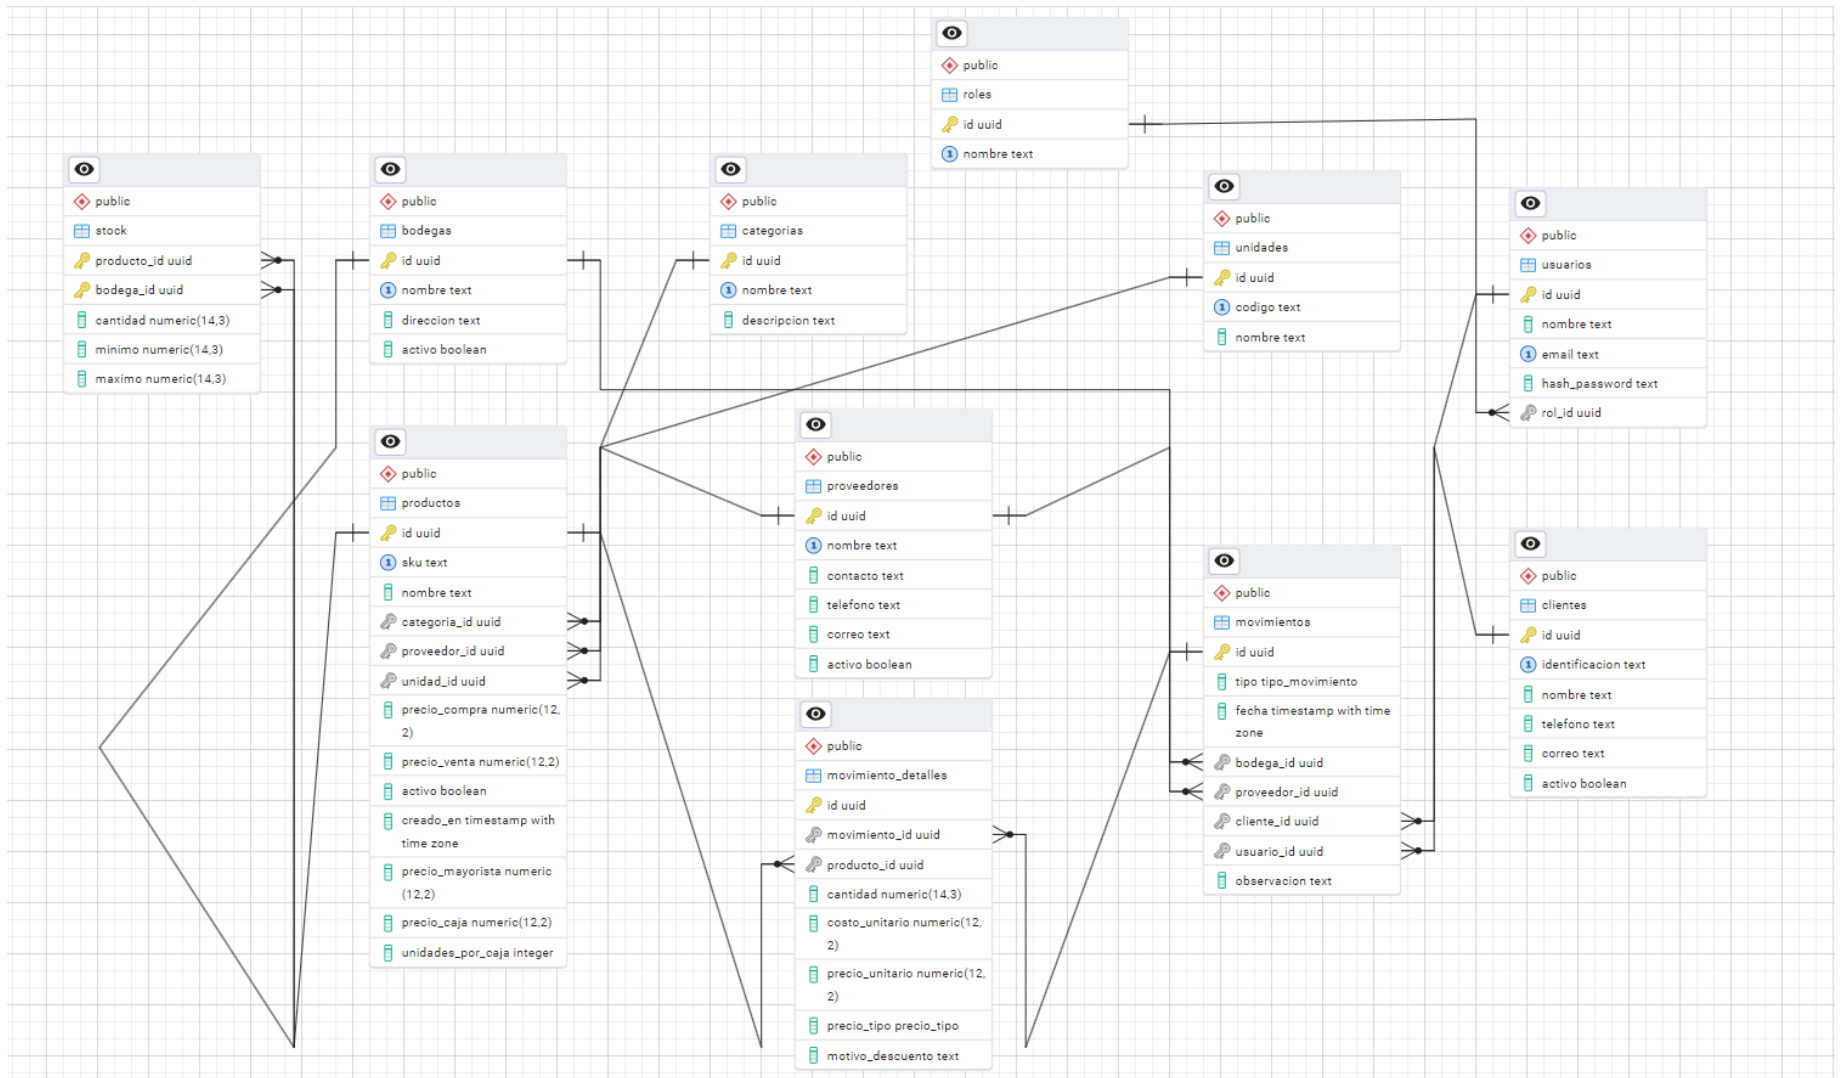 public
roles
id uuid
nombre text
public
stock
producto_id uuid
bodega_id uuid
cantidad numeric(14,3)
minimo numeric(14,3)
maximo numeric(14,3)
public
bodegas
id uuid
nombre text
direccion text
activo boolean
public
categorias
id uuid
nombre text
descripcion text
public
unidades
id uuid
codigo text
nombre text
public
usuarios
id uuid
nombre text
email text
hash_password text
rol_id uuid
public
productos
id uuid
sku text
nombre text
categoria_id uuid
proveedor_id uuid
unidad_id uuid
precio_compra numeric(12,
2)
precio_venta numeric(12,2)
activo boolean
creado_en timestamp with
time zone
precio_mayorista numeric
(12,2)
precio_caja numeric(12,2)
unidades_por_caja integer
public
proveedores
id uuid
nombre text
contacto text
telefono text
correo text
activo boolean
public
movimiento_detalles
id uuid
movimiento_id uuid
producto_id uuid
cantidad numeric(14,3)
costo_unitario numeric(12,
2)
precio_unitario numeric(12,
2)
precio_tipo precio_tipo
motivo_descuento text
public
movimientos
id uuid
tipo tipo_movimiento
fecha timestamp with time
zone
bodega_id uuid
proveedor_id uuid
cliente_id uuid
usuario_id uuid
observacion text
public
clientes
id uuid
identificacion text
nombre text
telefono text
correo text
activo boolean